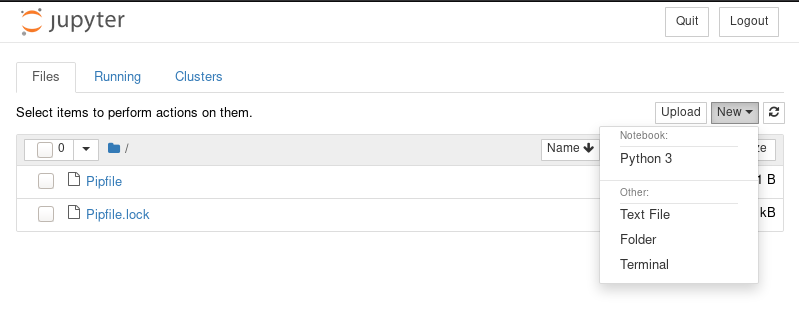 jupyter
Quit
Logout
Files
Running
Clusters
Select items to perform actions on them.
Upload
New
0
/
Name
ze
Notebook:
Python 3
Pipfile
1 B
Other:
Text File
Pipfile.lock
kB
Folder
Terminal